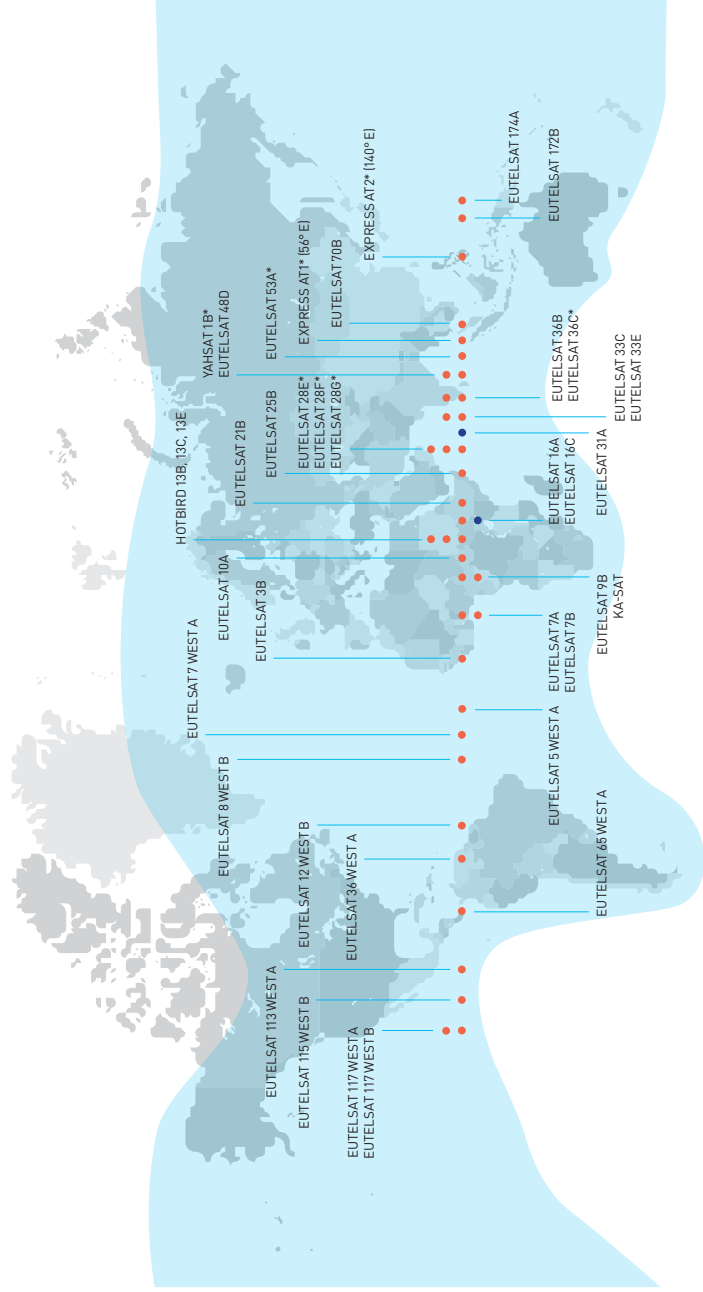 EUTELSAT 117 WEST A
EUTELSAT 117 WEST B
EUTELSAT 115 WEST B
EUTELSAT 113 WEST A
EUTELSAT 65 WEST A
EUTELSAT 36 WEST A
EUTELSAT 12 WEST B
EUTELSAT 8 WEST B
EUTELSAT 7 WEST A
EUTELSAT 5 WEST A
EUTELSAT 3B
EUTELSAT 7A
EUTELSAT 7B
EUTELSAT 9B
KA-SAT
EUTELSAT 10A
HOTBIRD 13B, 13C, 13E
EUTELSAT 16A
EUTELSAT 16C
EUTELSAT 21B
EUTELSAT 25B
EUTELSAT 28E*
EUTELSAT 28F*
EUTELSAT 28G*
EUTELSAT 31A
EUTELSAT 33C
EUTELSAT 33E
EUTELSAT 36B
EUTELSAT 36C*
YAHSAT 1B*
EUTELSAT 48D
EUTELSAT 53A*
EXPRESS AT1* (56° E)
EUTELSAT 70B
EXPRESS AT2* (140° E)
EUTELSAT 172B
EUTELSAT 174A